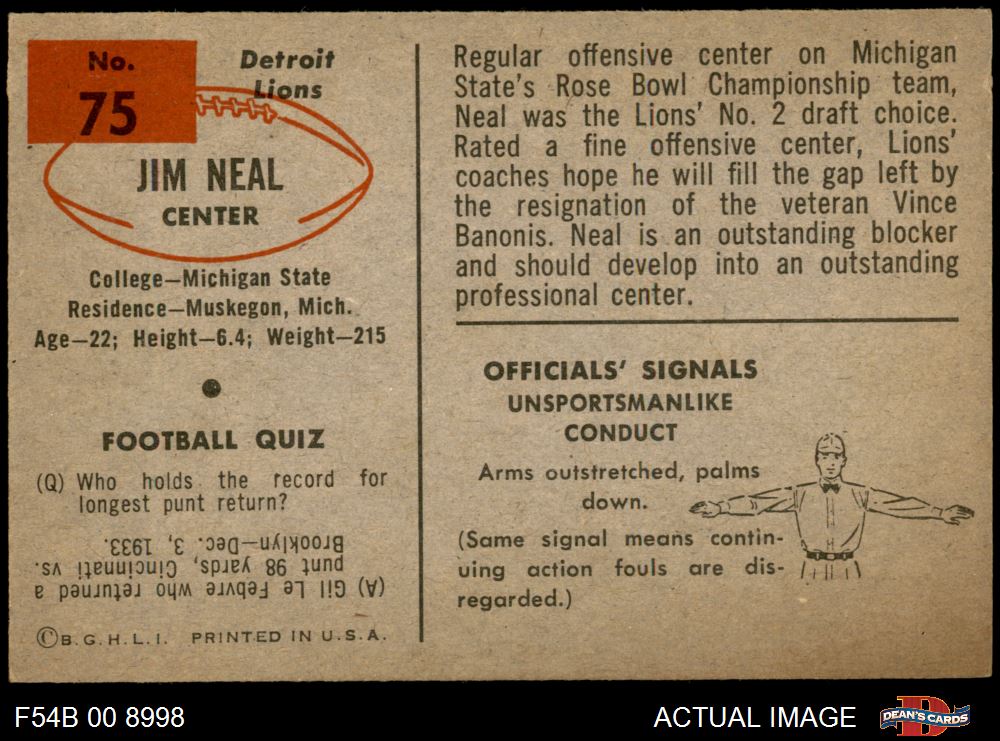 No.
75
Detroit
Lions
JIM NEAL
CENTER
College—Michigan State
Residence—Muskegon, Mich.
Age—22; Height—6.4; Weight—215
FOOTBALL QUIZ
(Q) Who holds the record for
longest punt return?
(A) Gil Le Febvre who returned a
punt 98 yards, Cincinnati vs.
Brooklyn—Dec. 3, 1933.
©B.G.H.L.I. PRINTED IN U.S.A.
Regular offensive center on Michigan
State's Rose Bowl Championship team,
Neal was the Lions' No. 2 draft choice.
Rated a fine offensive center, Lions'
coaches hope he will fill the gap left by
the resignation of the veteran Vince
Banonis. Neal is an outstanding blocker
and should develop into an outstanding
professional center.
OFFICIALS' SIGNALS
UNSPORTSMANLIKE
CONDUCT
Arms outstretched, palms
down.
(Same signal means contin-
uing action fouls are dis-
regarded.)
F54B 00 8998
ACTUAL IMAGE
DEAN'S CARDS